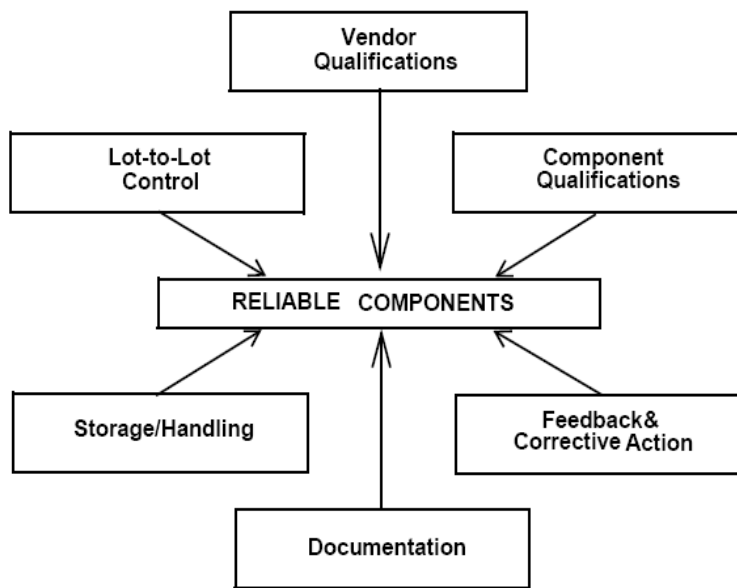 Vendor
Qualifications
Lot-to-Lot
Control
Component
Qualifications
RELIABLE COMPONENTS
Storage/Handling
Feedback&
Corrective Action
Documentation